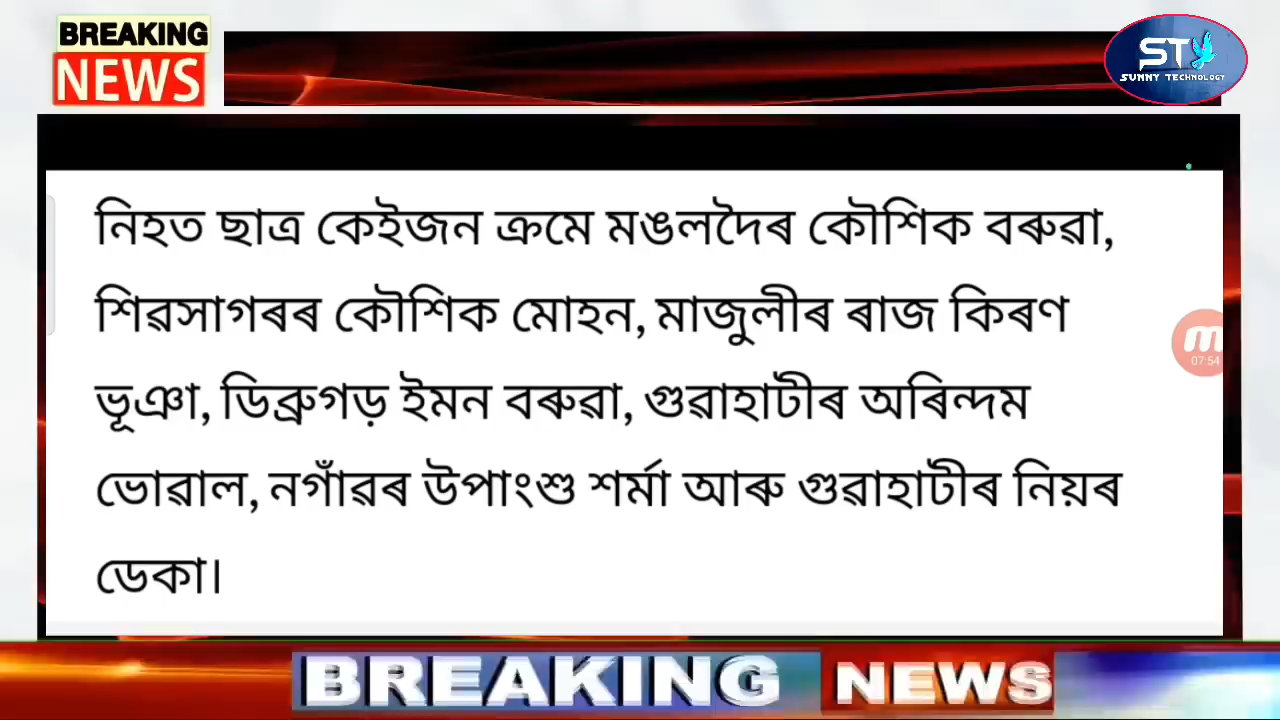 BREAKING
NEWS
ST
SUNNY TECHNOLOGY
নিহত ছাত্ৰ কেইজন ক্ৰমে মঙলদৈৰ কৌশিক বৰুৱা,
শিৱসাগৰৰ কৌশিক মোহন, মাজুলীৰ ৰাজ কিৰণ
ভূঞা, ডিব্ৰুগড় ইমন বৰুৱা, গুৱাহাটীৰ অৰিন্দম
ভোৱাল, নগাঁৱৰ উপাংশু শৰ্মা আৰু গুৱাহাটীৰ নিয়ৰ
ডেকা।
07:54
BREAKING NEWS